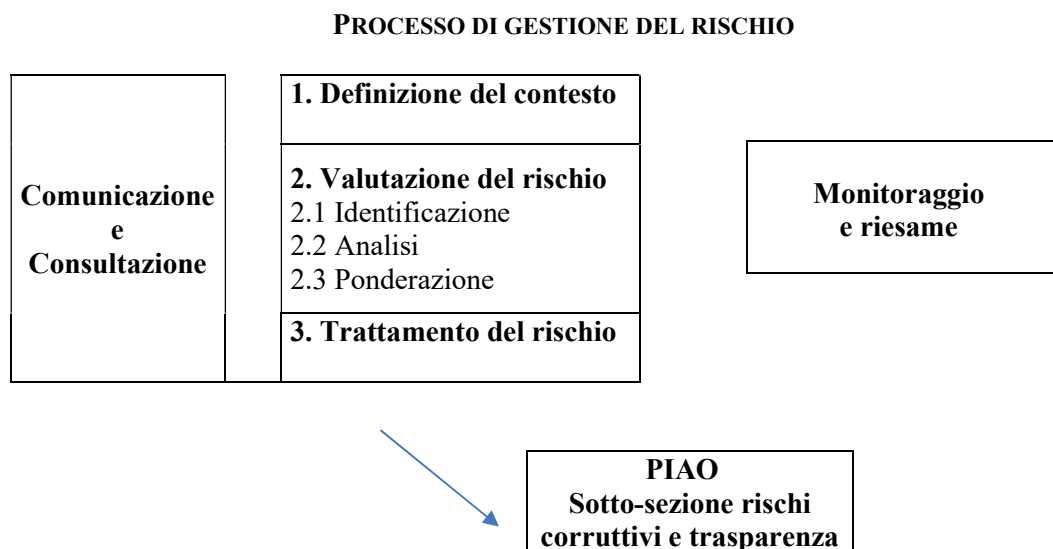 PROCESSO DI GESTIONE DEL RISCHIO
Comunicazione
e
Consultazione
1. Definizione del contesto
2. Valutazione del rischio
2.1 Identificazione
2.2 Analisi
2.3 Ponderazione
3. Trattamento del rischio
Monitoraggio
e riesame
PIAO
Sotto-sezione rischi
corruttivi e trasparenza